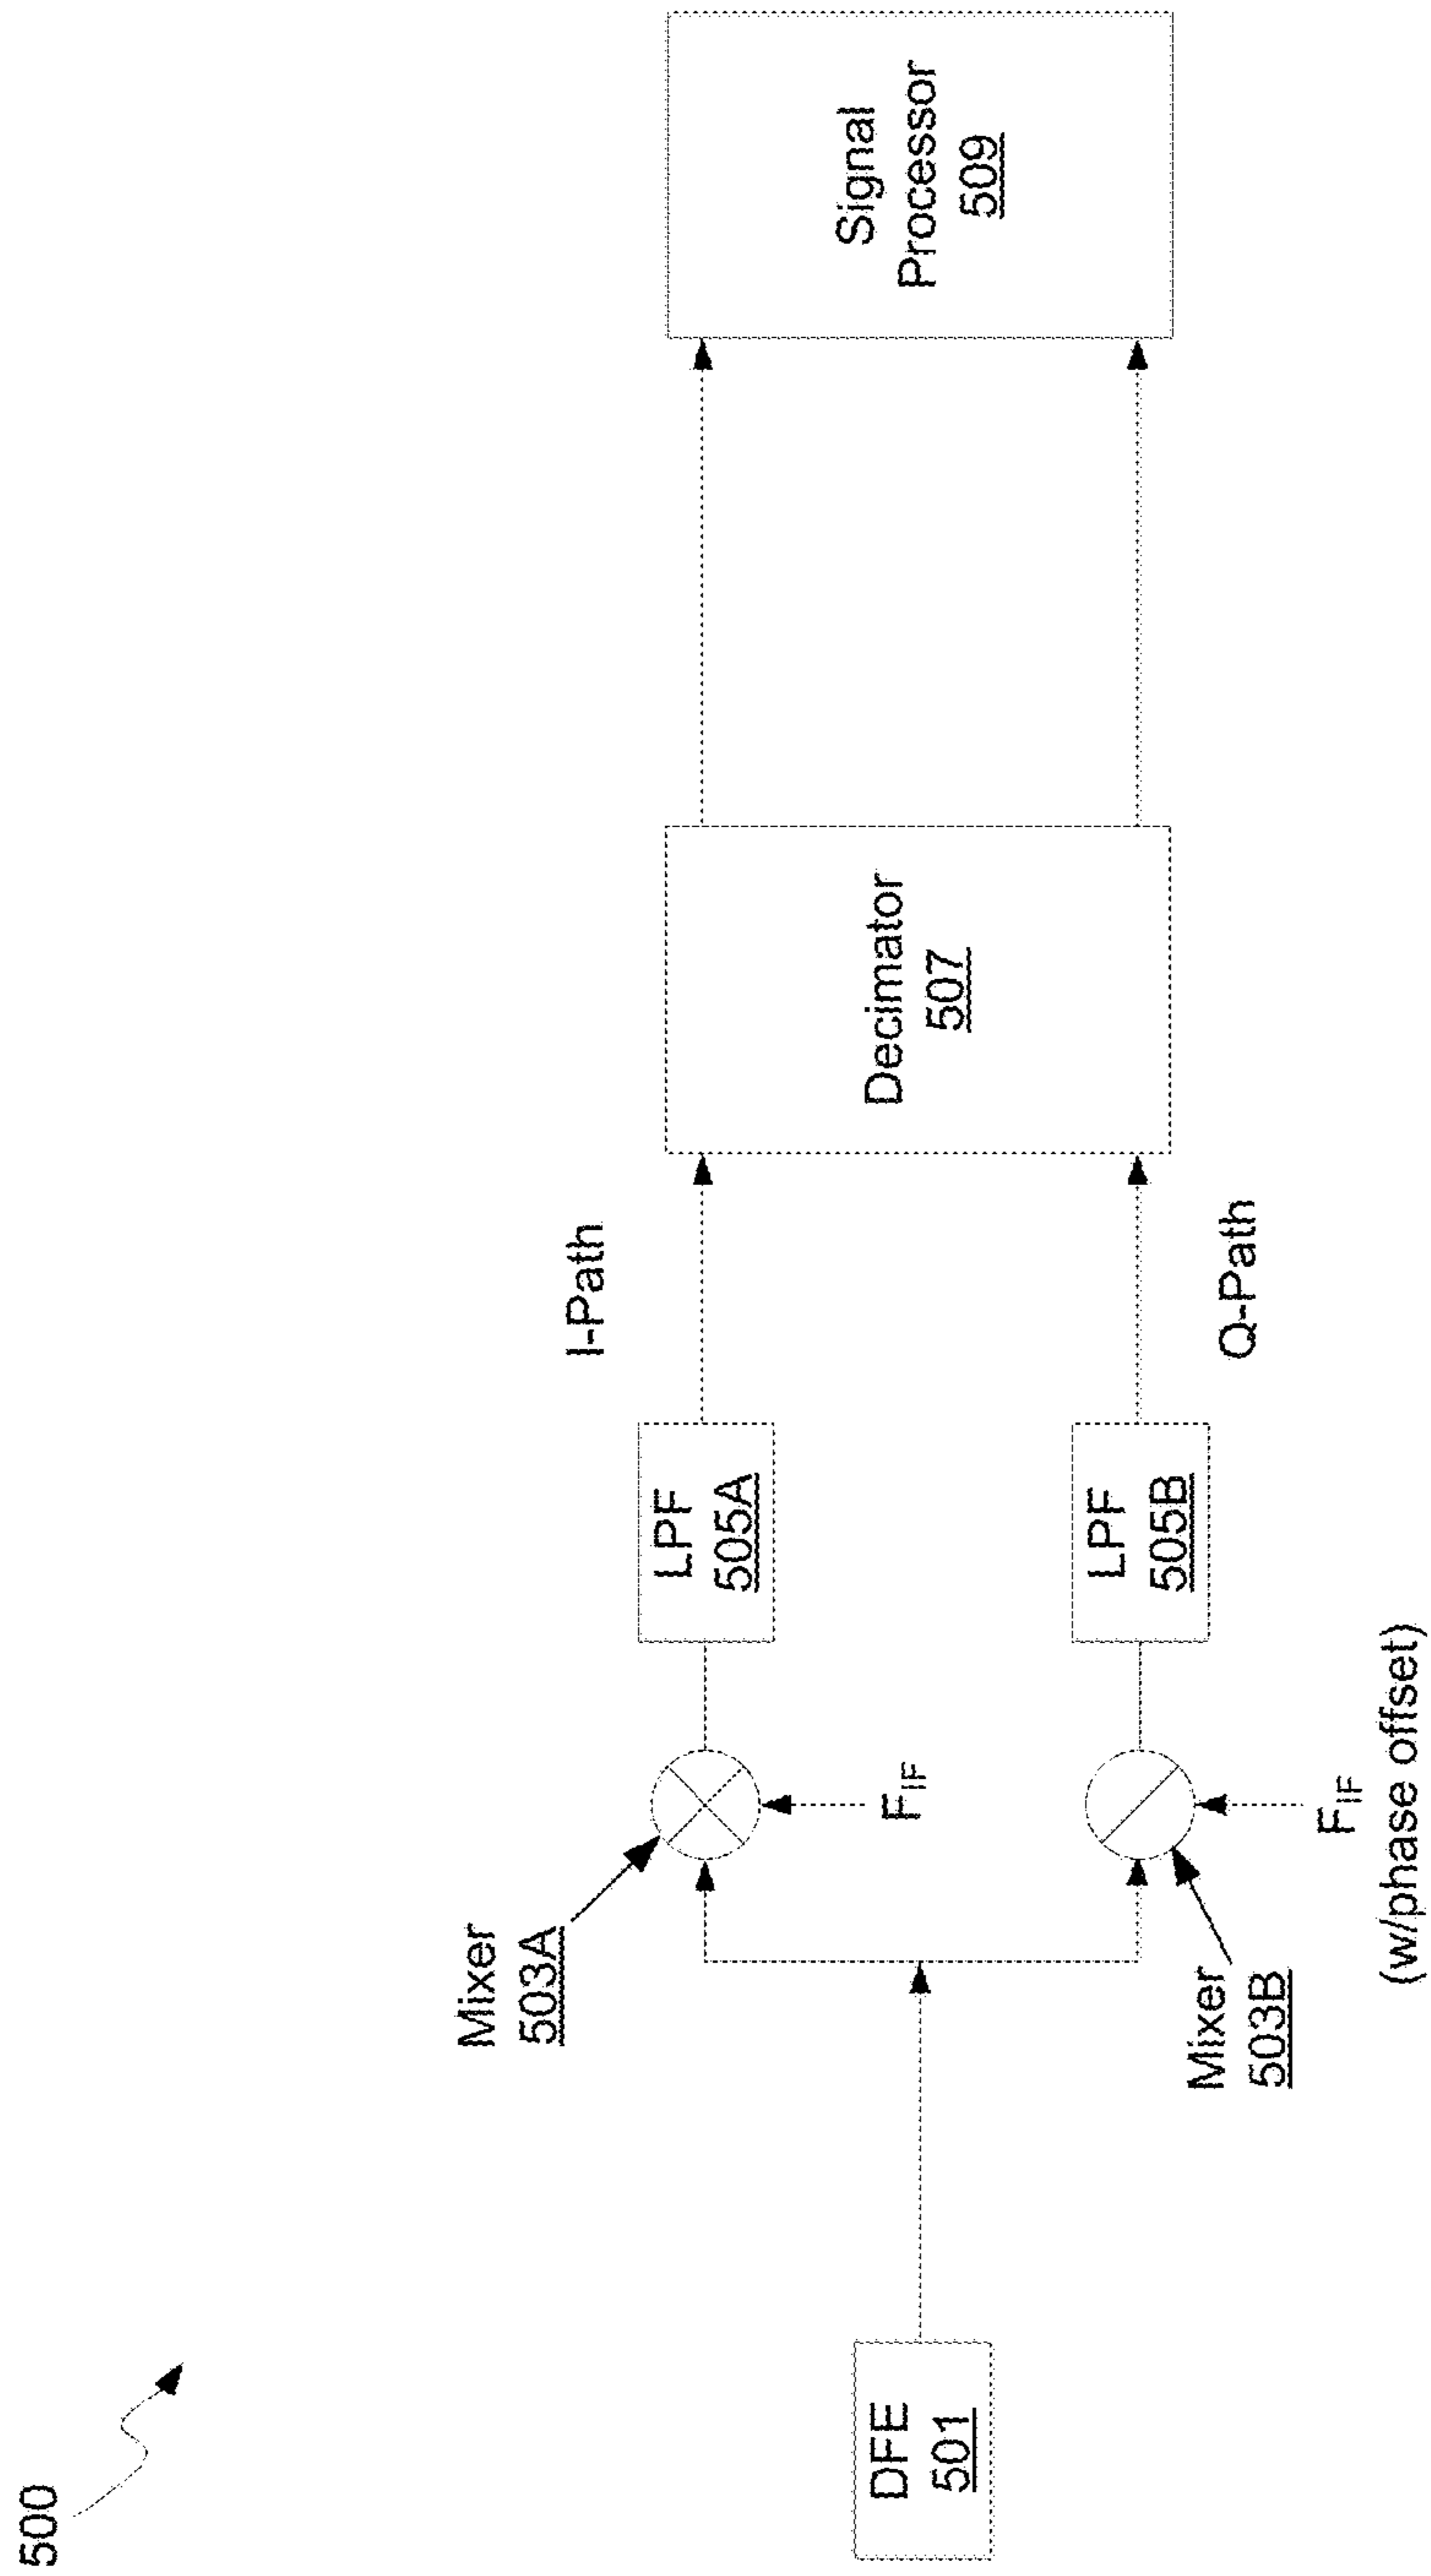 500
DFE
501
Mixer
503A
F_IF
Mixer
503B
F_IF
(w/phase offset)
LPF
505A
LPF
505B
I-Path
Q-Path
Decimator
507
Signal
Processor
509